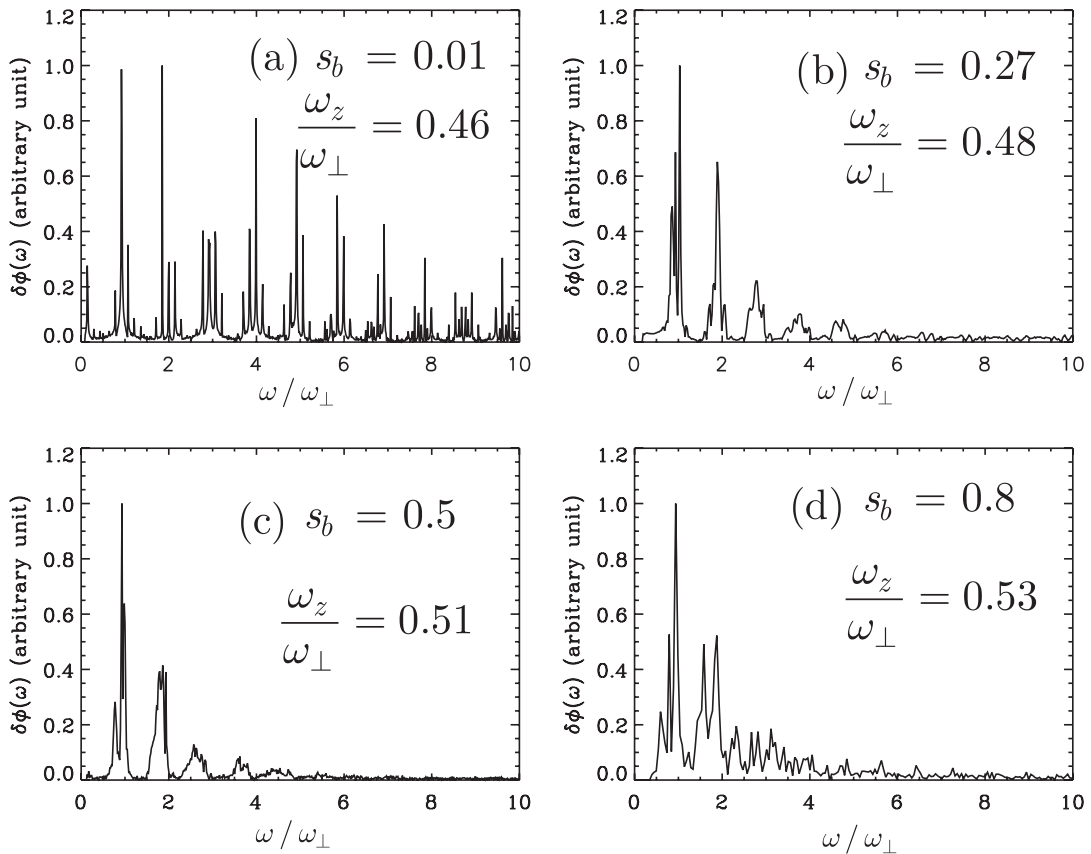 (a) s_b = 0.01
ω_z / ω_⊥ = 0.46
δϕ(ω) (arbitrary unit)
1.2
1.0
0.8
0.6
0.4
0.2
0.0
0 2 4 6 8 10
ω / ω_⊥
(b) s_b = 0.27
ω_z / ω_⊥ = 0.48
δϕ(ω) (arbitrary unit)
1.2
1.0
0.8
0.6
0.4
0.2
0.0
0 2 4 6 8 10
ω / ω_⊥
(c) s_b = 0.5
ω_z / ω_⊥ = 0.51
δϕ(ω) (arbitrary unit)
1.2
1.0
0.8
0.6
0.4
0.2
0.0
0 2 4 6 8 10
ω / ω_⊥
(d) s_b = 0.8
ω_z / ω_⊥ = 0.53
δϕ(ω) (arbitrary unit)
1.2
1.0
0.8
0.6
0.4
0.2
0.0
0 2 4 6 8 10
ω / ω_⊥